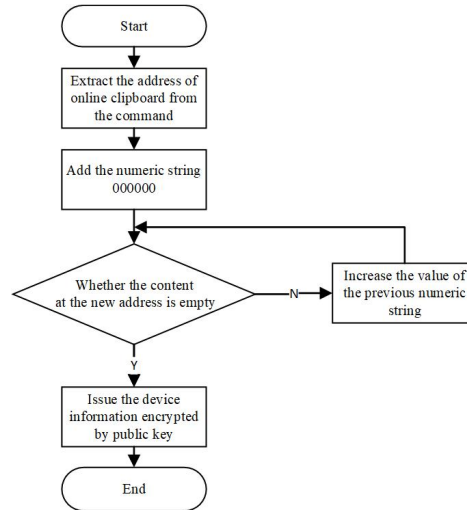 Start
Extract the address of
online clipboard from
the command
Add the numeric string
000000
Whether the content
at the new address is empty
N
Increase the value of
the previous numeric
string
Y
Issue the device
information encrypted
by public key
End